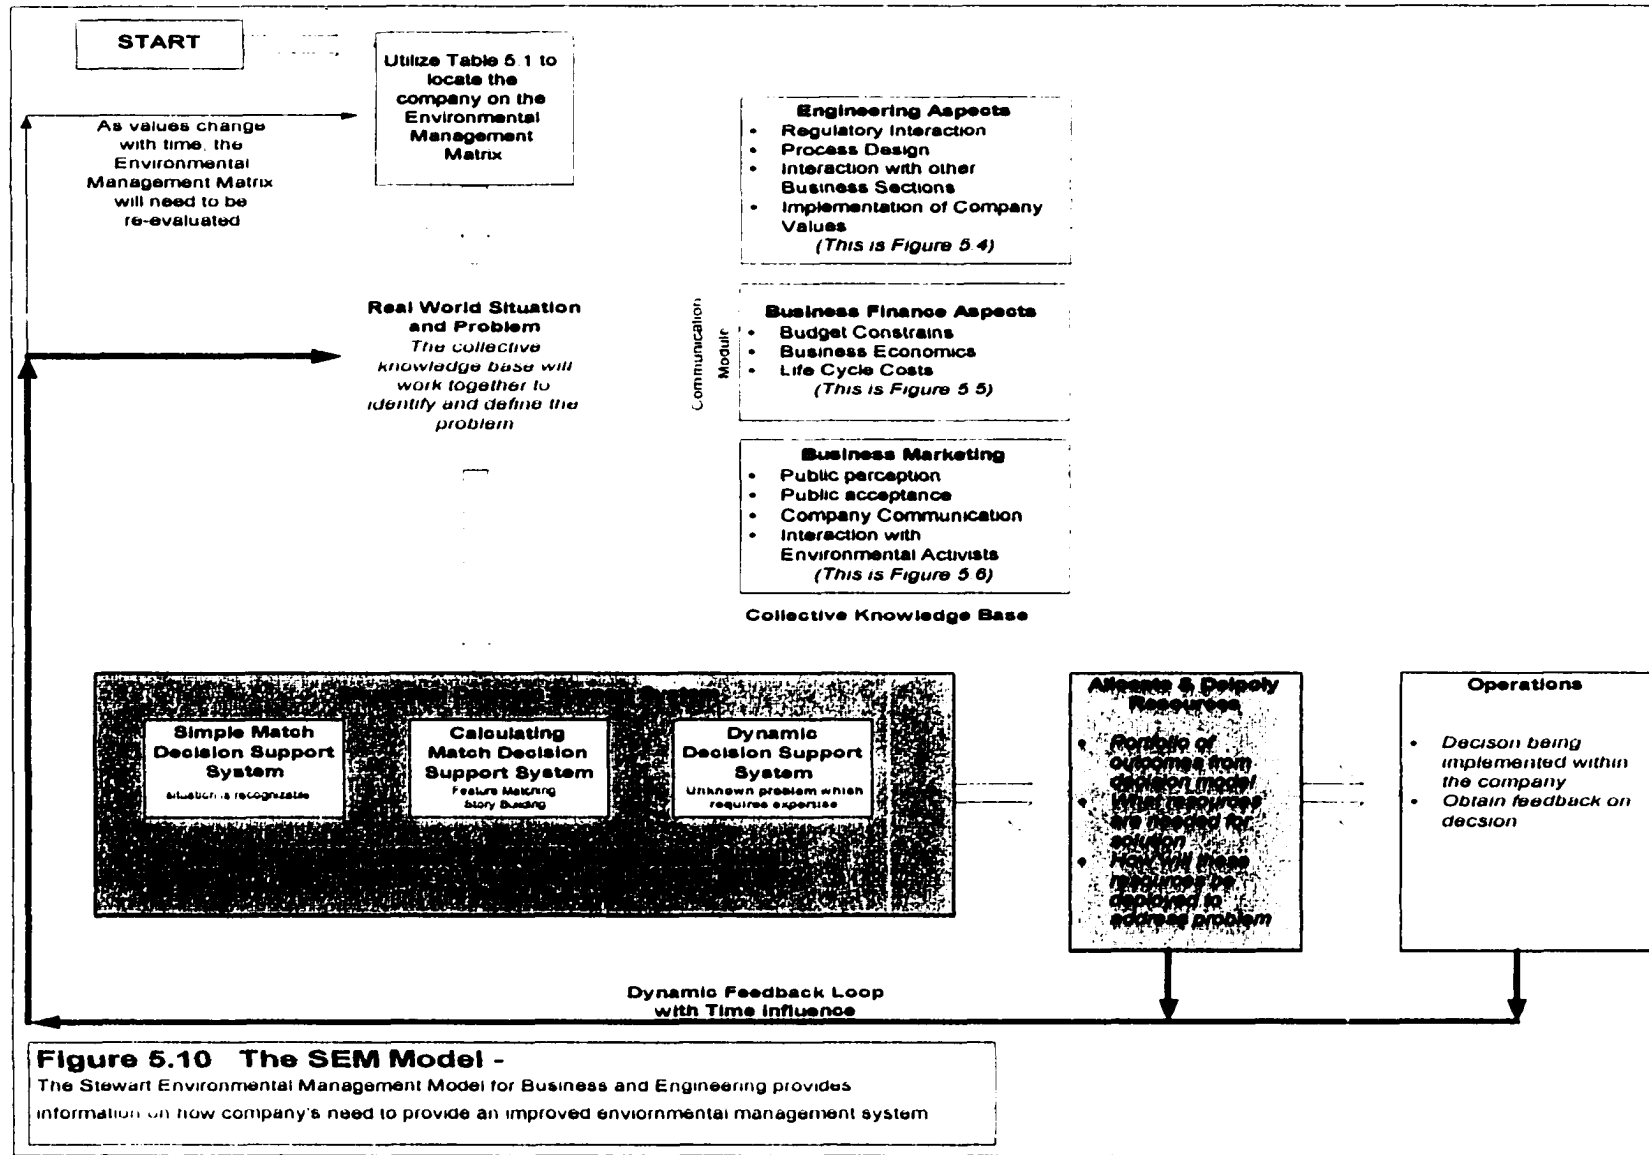 START
Utilize Table 5.1 to
locate the
company on the
Environmental
Management
Matrix
As values change
with time, the
Environmental
Management Matrix
will need to be
re-evaluated
Engineering Aspects
• Regulatory Interaction
• Process Design
• Interaction with other
Business Sections
• Implementation of Company
Values
(This is Figure 5.4)
Real World Situation
and Problem
The collective
knowledge base will
work together to
identify and define the
problem
Communication
Module
Business Finance Aspects
• Budget Constrains
• Business Economics
• Life Cycle Costs
(This is Figure 5.5)
Business Marketing
• Public perception
• Public acceptance
• Company Communication
• Interaction with
Environmental Activists
(This is Figure 5.6)
Collective Knowledge Base
Decision Support System
Simple Match
Decision Support
System
situation is recognizable
Calculating
Match Decision
Support System
Feature Matching
Story Building
Dynamic
Decision Support
System
Unknown problem which
requires expertise
Allocate & Delpoly
Resources
• Portfolio of
outcomes from
decision model
• What resources
are needed for
solution
• How will these
resources be
deployed to
address problem
Operations
• Decison being
implemented within
the company
• Obtain feedback on
decsion
Dynamic Feedback Loop
with Time Influence
Figure 5.10 The SEM Model -
The Stewart Environmental Management Model for Business and Engineering provides
information on how company's need to provide an improved enviornmental management system